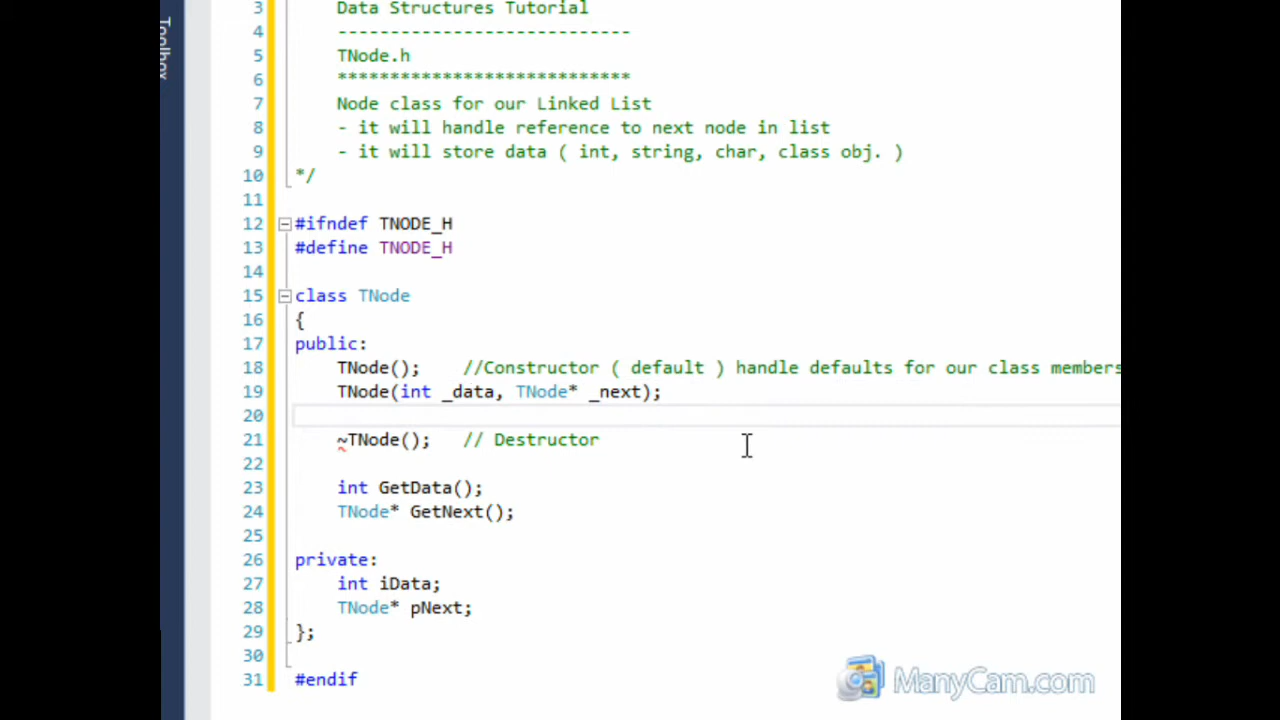 Toolbox
3 Data Structures Tutorial
4 ----------------------------
5 TNode.h
6 ****************************
7 Node class for our Linked List
8 - it will handle reference to next node in list
9 - it will store data ( int, string, char, class obj. )
10 */
11
12 #ifndef TNODE_H
13 #define TNODE_H
14
15 class TNode
16 {
17 public:
18 TNode(); //Constructor ( default ) handle defaults for our class members
19 TNode(int _data, TNode* _next);
20
21 ~TNode(); // Destructor
22
23 int GetData();
24 TNode* GetNext();
25
26 private:
27 int iData;
28 TNode* pNext;
29 };
30
31 #endif
ManyCam.com